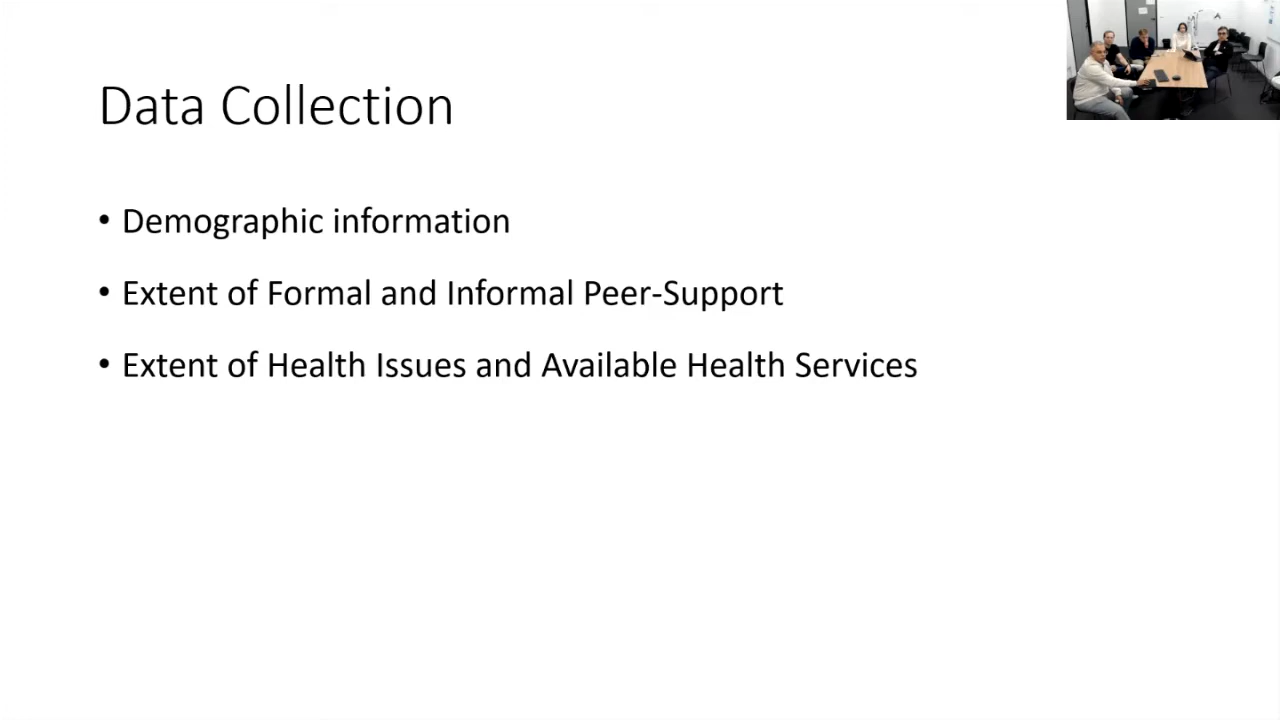 Data Collection
• Demographic information
• Extent of Formal and Informal Peer-Support
• Extent of Health Issues and Available Health Services